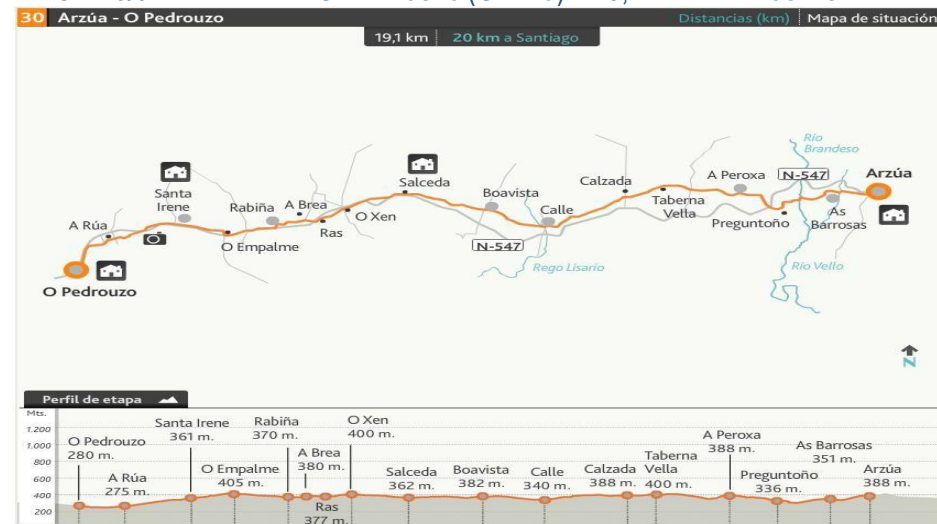 30 Arzúa - O Pedrouzo
Distancias (km) Mapa de situación
19,1 km 20 km a Santiago
Río
Brandeso
Salceda
A Peroxa
N-547
Arzúa
Santa
Irene
Calzada
Boavista
Taberna
Vella
Rabiña
A Brea
O Xen
Calle
Preguntoño
As
Barrosas
A Rúa
Ras
O Empalme
N-547
Rego Lisario
Río Vello
O Pedrouzo
N
Perfil de etapa
Mts.
1.200
1.000
800
600
400
200
O Pedrouzo
280 m.
A Rúa
275 m.
Santa Irene
361 m.
O Empalme
405 m.
Rabiña
370 m.
A Brea
380 m.
Ras
377 m.
O Xen
400 m.
Salceda
362 m.
Boavista
382 m.
Calle
340 m.
Calzada
388 m.
Taberna
Vella
400 m.
A Peroxa
388 m.
Preguntoño
336 m.
As Barrosas
351 m.
Arzúa
388 m.